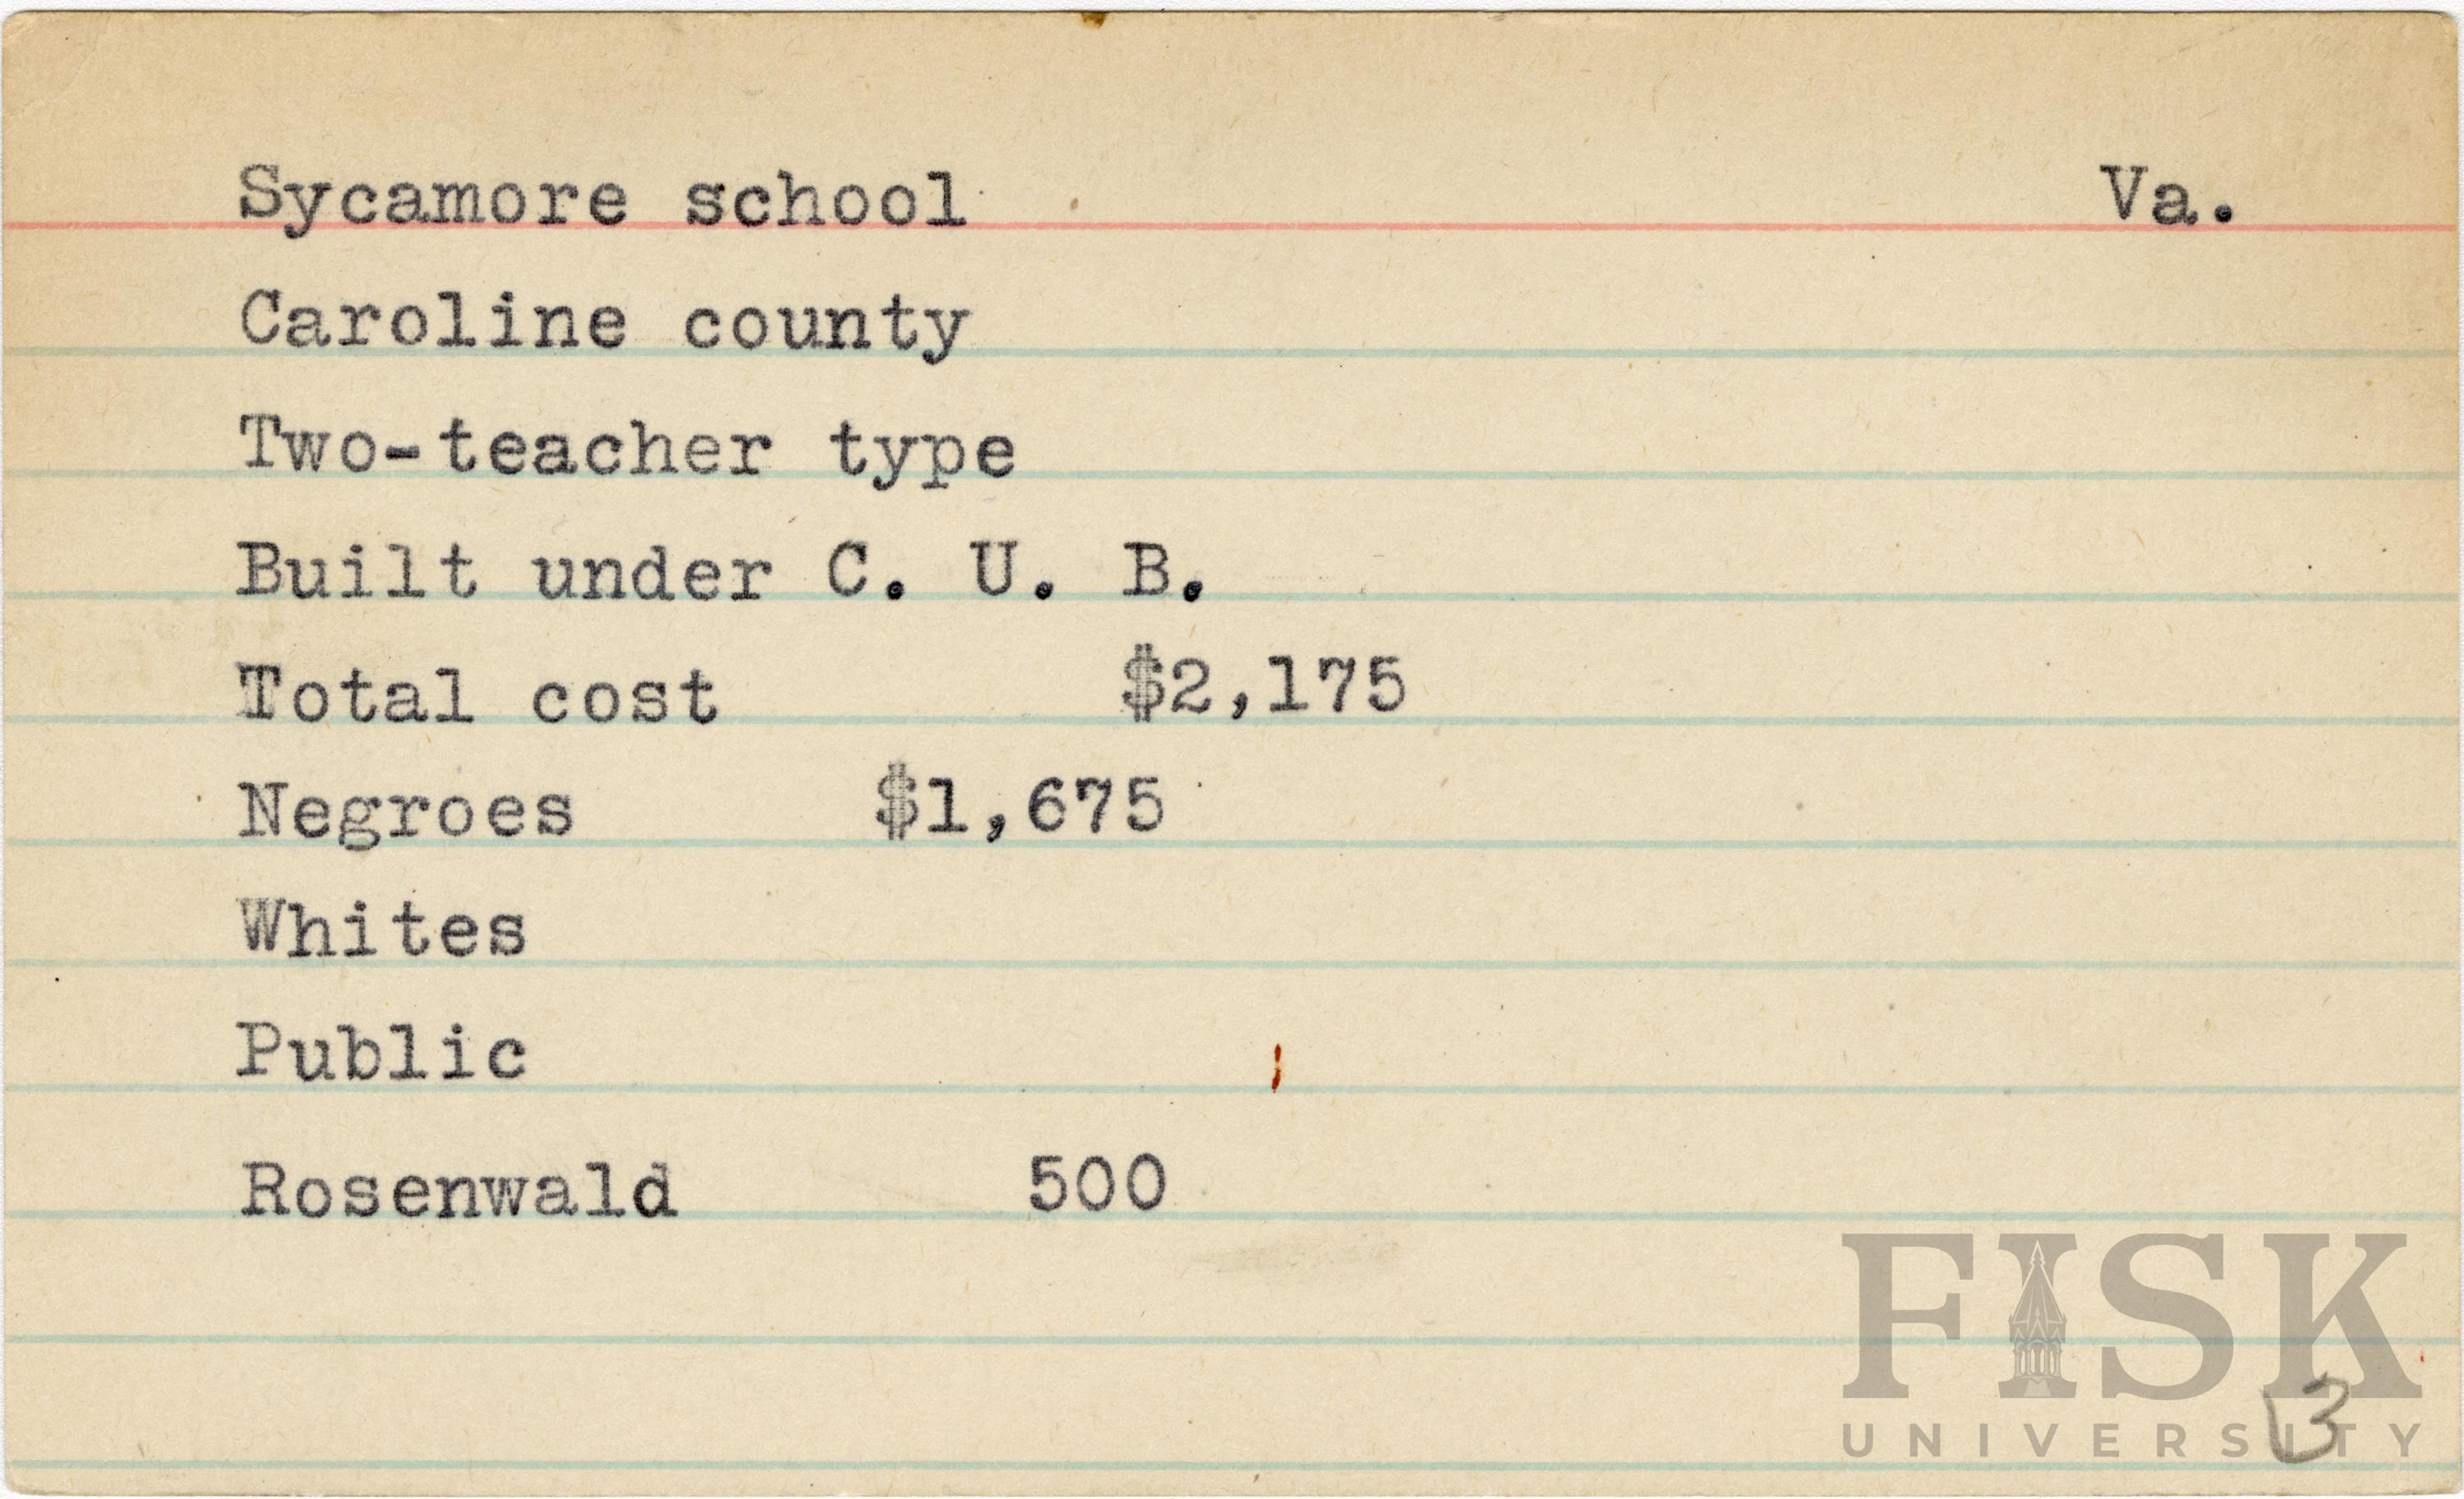 Sycamore school Va.
Caroline county
Two-teacher type
Built under C. U. B.
Total cost $2,175
Negroes $1,675
Whites
Public
Rosenwald 500
FISK
UNIVERSITY
3